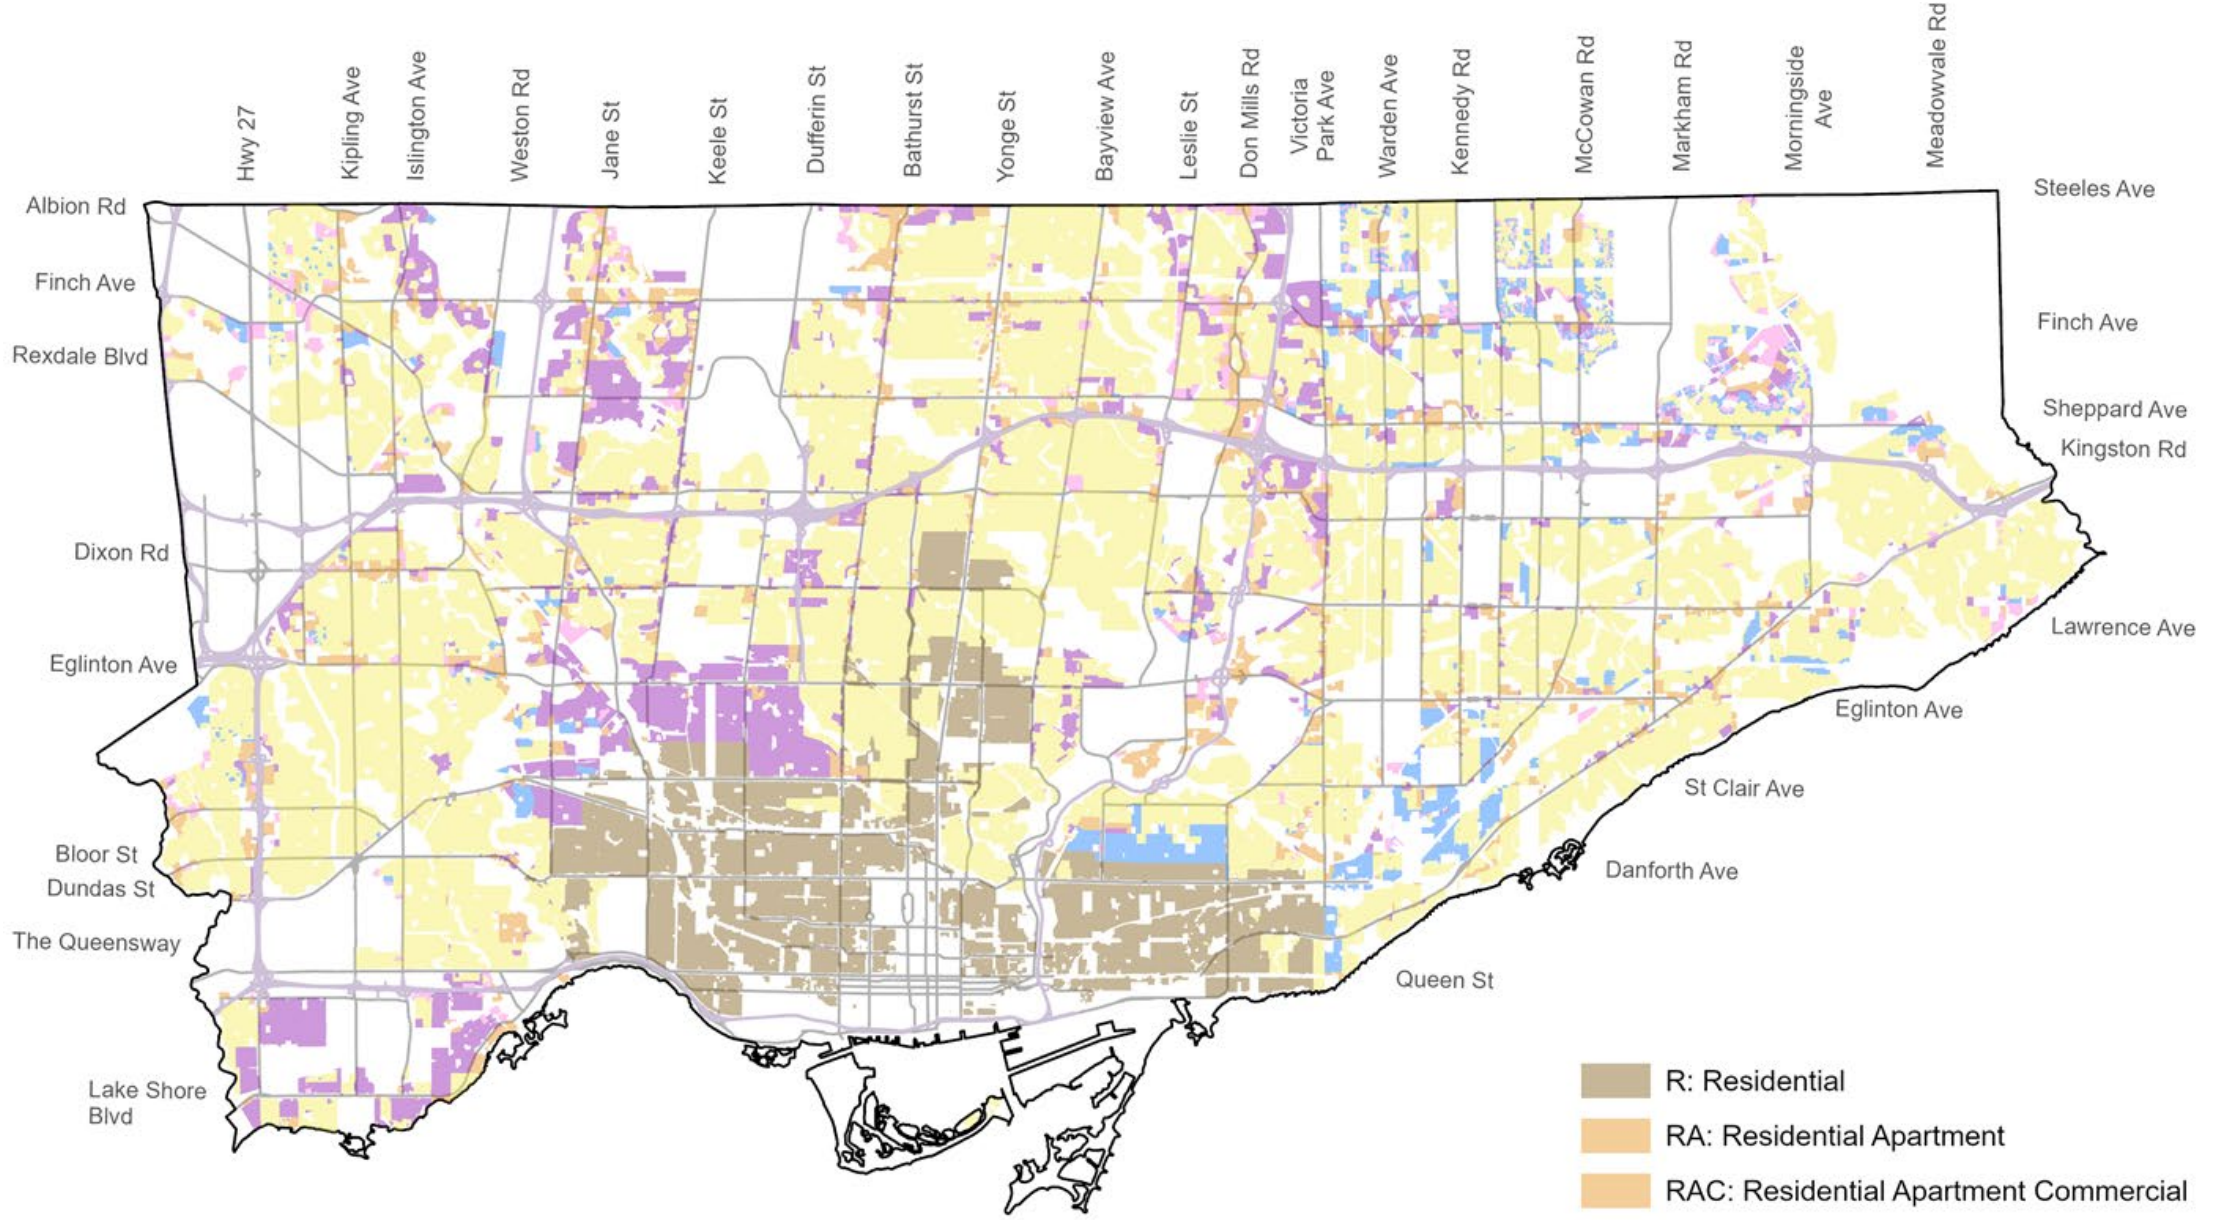 Hwy 27
Kipling Ave
Islington Ave
Weston Rd
Jane St
Keele St
Dufferin St
Bathurst St
Yonge St
Bayview Ave
Leslie St
Don Mills Rd
Victoria
Park Ave
Warden Ave
Kennedy Rd
McCowan Rd
Markham Rd
Morningside
Ave
Meadowvale Rd
Albion Rd
Finch Ave
Rexdale Blvd
Dixon Rd
Eglinton Ave
Bloor St
Dundas St
The Queensway
Lake Shore
Blvd
Steeles Ave
Finch Ave
Sheppard Ave
Kingston Rd
Lawrence Ave
Eglinton Ave
St Clair Ave
Danforth Ave
Queen St
R: Residential
RA: Residential Apartment
RAC: Residential Apartment Commercial